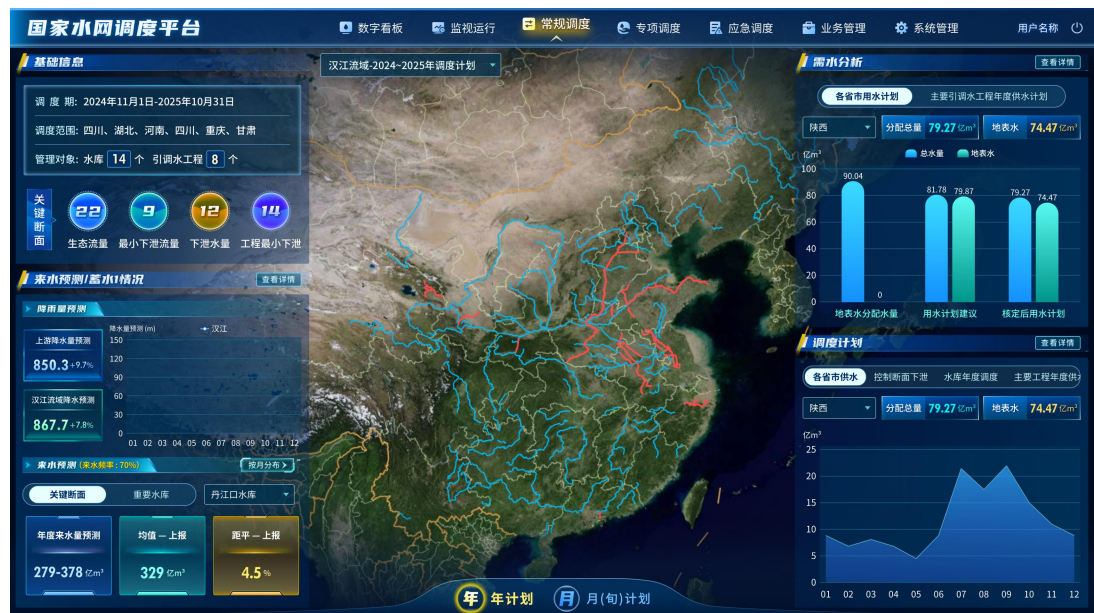 国家水网调度平台
数字看板
监视运行
常规调度
专项调度
应急调度
业务管理
系统管理
用户名称
基础信息
调 度 期: 2024年11月1日-2025年10月31日
调度范围: 四川、湖北、河南、四川、重庆、甘肃
管理对象: 水库 14 个 引调水工程 8 个
关键断面
22
9
12
14
生态流量
最小下泄流量
下泄水量
工程最小下泄
来水预测/蓄水1情况
查看详情
降雨量预测
上游降水量预测
850.3 +9.7%
汉江流域降水预测
867.7 +7.8%
降水量预测 (m)
汉江
150
120
90
60
30
0
01 02 03 04 05 06 07 08 09 10 11 12
来水预测 (来水频率: 70%)
按月分布
关键断面
重要水库
丹江口水库
年度来水量预测
279-378 亿m³
均值 — 上报
329 亿m³
距平 — 上报
4.5 %
汉江流域-2024~2025年调度计划
年 年计划
月 月(旬)计划
需水分析
查看详情
各省市用水计划
主要引调水工程年度供水计划
陕西
分配总量 79.27 亿m³
地表水 74.47 亿m³
亿m³
总水量
地表水
100
80
60
40
20
0
90.04
0
81.78
79.87
79.27
74.47
地表水分配水量
用水计划建议
核定后用水计划
调度计划
查看详情
各省市供水
控制断面下泄
水库年度调度
主要工程年度供
陕西
分配总量 79.27 亿m³
地表水 74.47 亿m³
亿m³
25
20
15
10
5
0
01 02 03 04 05 06 07 08 09 10 11 12